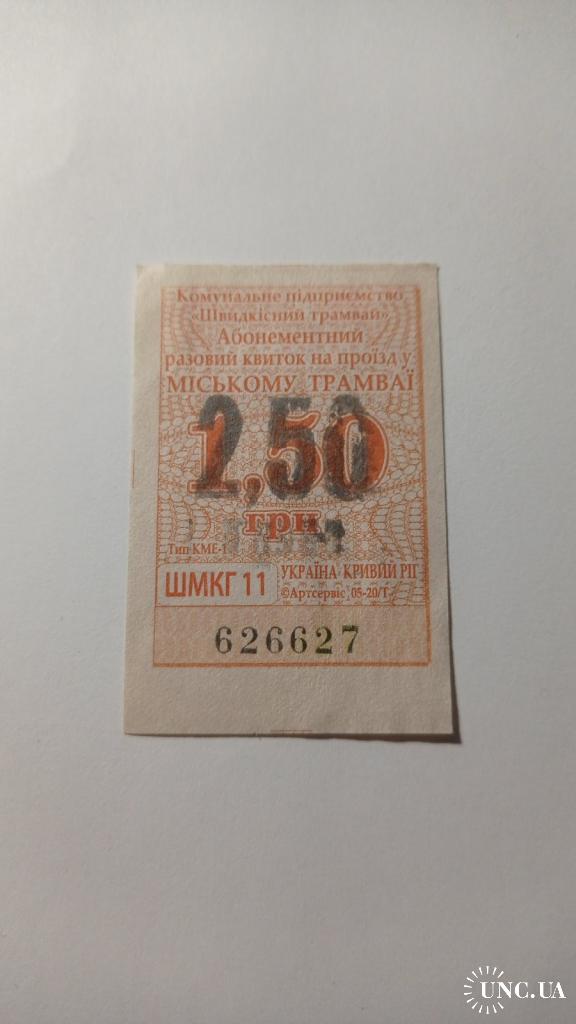 Комунальне підприємство
«Швидкісний трамвай»
Абонементний
разовий квиток на проїзд у
МІСЬКОМУ ТРАМВАЇ
2,50
грн
Тип КМЕ-1
ШМКГ 11
УКРАЇНА КРИВИЙ РІГ
©Артсервіс 05-20/Т
626627
UNC.UA